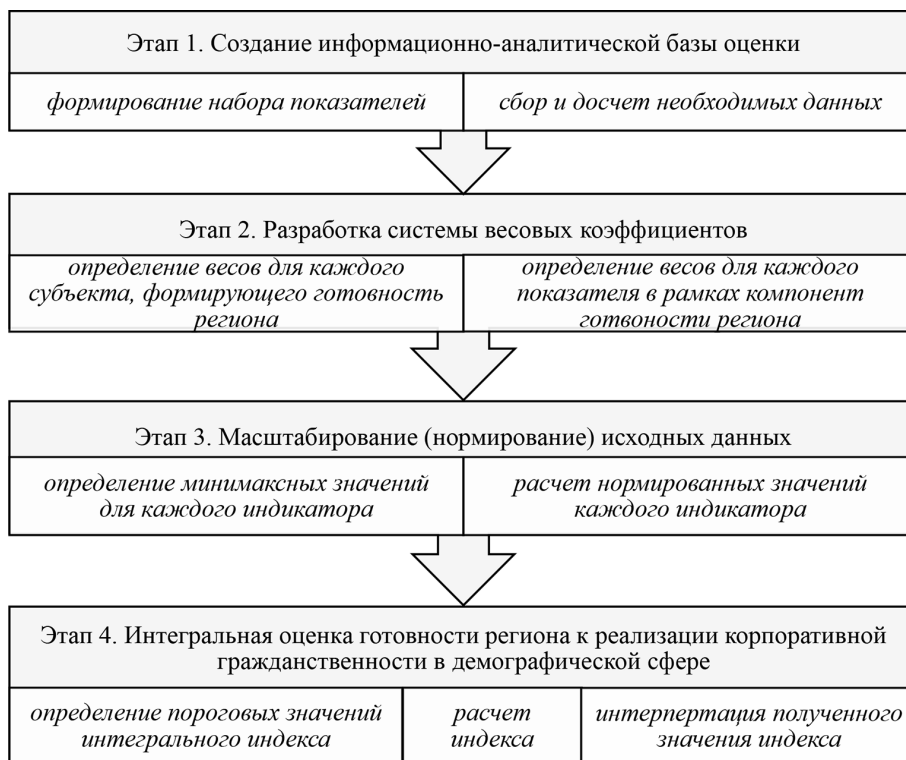 Этап 1. Создание информационно-аналитической базы оценки
формирование набора показателей
сбор и досчет необходимых данных
Этап 2. Разработка системы весовых коэффициентов
определение весов для каждого
субъекта, формирующего готовность
региона
определение весов для каждого
показателя в рамках компонент
готвоности региона
Этап 3. Масштабирование (нормирование) исходных данных
определение минимаксных значений
для каждого индикатора
расчет нормированных значений
каждого индикатора
Этап 4. Интегральная оценка готовности региона к реализации корпоративной
гражданственности в демографической сфере
определение пороговых значений
интегрального индекса
расчет
индекса
интерпертация полученного
значения индекса